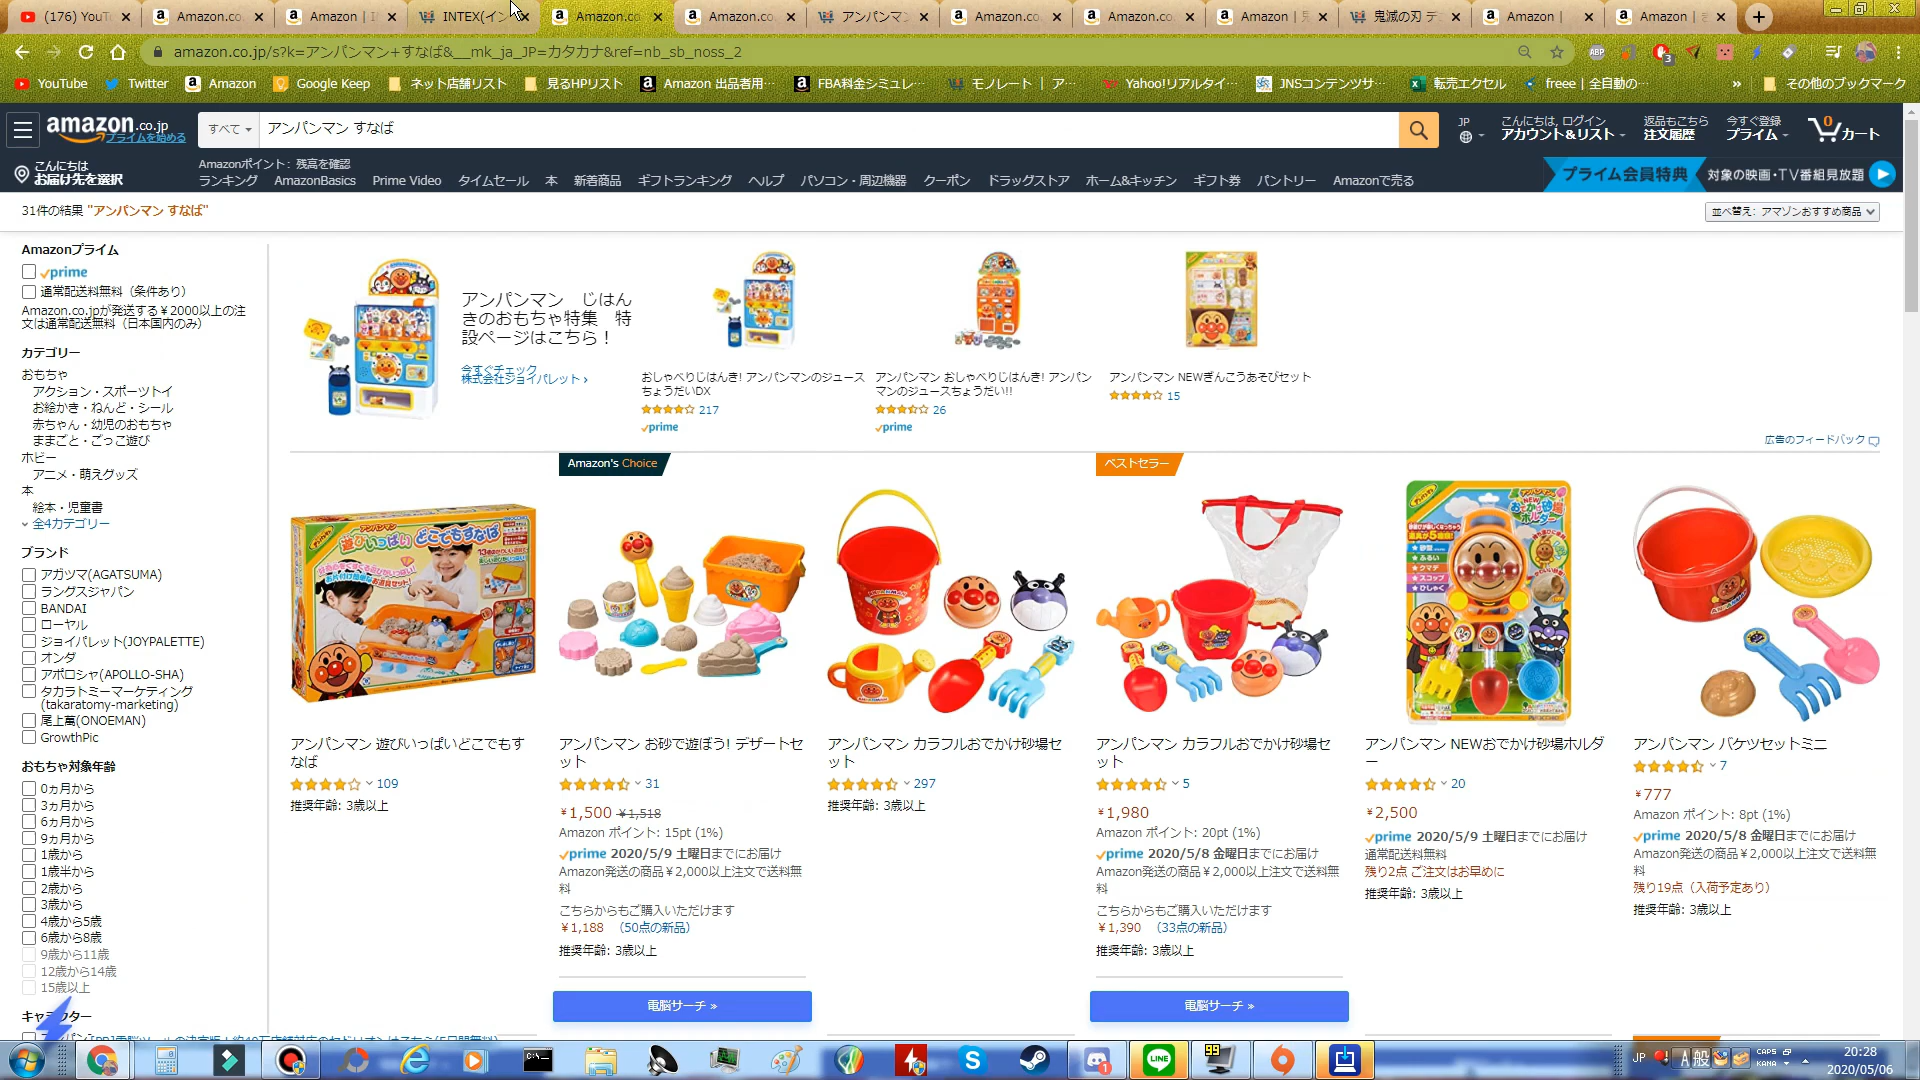 (176) YouT
Amazon.co.
Amazon | I
INTEX(イン
Amazon.co
Amazon.co.
アンパンマン
Amazon.co.
Amazon.co.
Amazon |
鬼滅の刃 デ
Amazon |
Amazon |
amazon.co.jp/s?k=アンパンマン+すなば&__mk_ja_JP=カタカナ&ref=nb_sb_noss_2
YouTube
Twitter
Amazon
Google Keep
ネット店舗リスト
見るHPリスト
Amazon 出品者用…
FBA料金シミュレ…
モノレート | ア…
Yahoo!リアルタイ…
JNSコンテンツサ…
転売エクセル
freee | 全自動の…
»
その他のブックマーク
amazon.co.jp
プライムを始める
すべて
アンパンマン すなば
JP
こんにちは, ログイン
アカウント&リスト
返品もこちら
注文履歴
今すぐ登録
プライム
0
カート
こんにちは
お届け先を選択
Amazonポイント: 残高を確認
ランキング AmazonBasics Prime Video タイムセール 本 新着商品 ギフトランキング ヘルプ パソコン・周辺機器 クーポン ドラッグストア ホーム&キッチン ギフト券 パントリー Amazonで売る
プライム会員特典 対象の映画・TV番組見放題
31件の結果 "アンパンマン すなば"
並べ替え: アマゾンおすすめ商品
Amazonプライム
prime
通常配送料無料（条件あり）
Amazon.co.jpが発送する￥2000以上の注
文は通常配送無料（日本国内のみ）
カテゴリー
おもちゃ
アクション・スポーツトイ
お絵かき・ねんど・シール
赤ちゃん・幼児のおもちゃ
ままごと・ごっこ遊び
ホビー
アニメ・萌えグッズ
本
絵本・児童書
全4カテゴリー
ブランド
アガツマ(AGATSUMA)
ラングスジャパン
BANDAI
ローヤル
ジョイパレット(JOYPALETTE)
オンダ
アポロシャ(APOLLO-SHA)
タカラトミーマーケティング
(takaratomy-marketing)
尾上萬(ONOEMAN)
GrowthPic
おもちゃ対象年齢
0ヵ月から
3ヵ月から
6ヵ月から
9ヵ月から
1歳から
1歳半から
2歳から
3歳から
4歳から5歳
6歳から8歳
9歳から11歳
12歳から14歳
15歳以上
キャラクター
アンパンマン　じはん
きのおもちゃ特集　特
設ページはこちら！
今すぐチェック
株式会社ジョイパレット ›
おしゃべりじはんき! アンパンマンのジュース
ちょうだいDX
217
prime
アンパンマン おしゃべりじはんき! アンパン
マンのジュースちょうだい!!
26
prime
アンパンマン NEWぎんこうあそびセット
15
広告のフィードバック
アンパンマン
遊びいっぱい どこでもすなば
アンパンマン 遊びいっぱいどこでもす
なば
109
推奨年齢: 3歳以上
Amazon's Choice
アンパンマン お砂で遊ぼう! デザートセ
ット
31
￥1,500 ￥1,518
Amazon ポイント: 15pt (1%)
prime 2020/5/9 土曜日までにお届け
Amazon発送の商品￥2,000以上注文で送料無
料
こちらからもご購入いただけます
￥1,188 （50点の新品）
推奨年齢: 3歳以上
電脳サーチ »
アンパンマン カラフルおでかけ砂場セ
ット
297
推奨年齢: 3歳以上
ベストセラー
アンパンマン カラフルおでかけ砂場セ
ット
5
￥1,980
Amazon ポイント: 20pt (1%)
prime 2020/5/8 金曜日までにお届け
Amazon発送の商品￥2,000以上注文で送料無
料
こちらからもご購入いただけます
￥1,390 （33点の新品）
推奨年齢: 3歳以上
電脳サーチ »
アンパンマン NEWおでかけ砂場ホルダ
ー
20
￥2,500
prime 2020/5/9 土曜日までにお届け
通常配送料無料
残り2点 ご注文はお早めに
推奨年齢: 3歳以上
アンパンマン バケツセットミニ
7
￥777
Amazon ポイント: 8pt (1%)
prime 2020/5/8 金曜日までにお届け
Amazon発送の商品￥2,000以上注文で送料無
料
残り19点（入荷予定あり）
推奨年齢: 3歳以上
LINE
99
JP
A 般
CAPS
KANA
20:28
2020/05/06